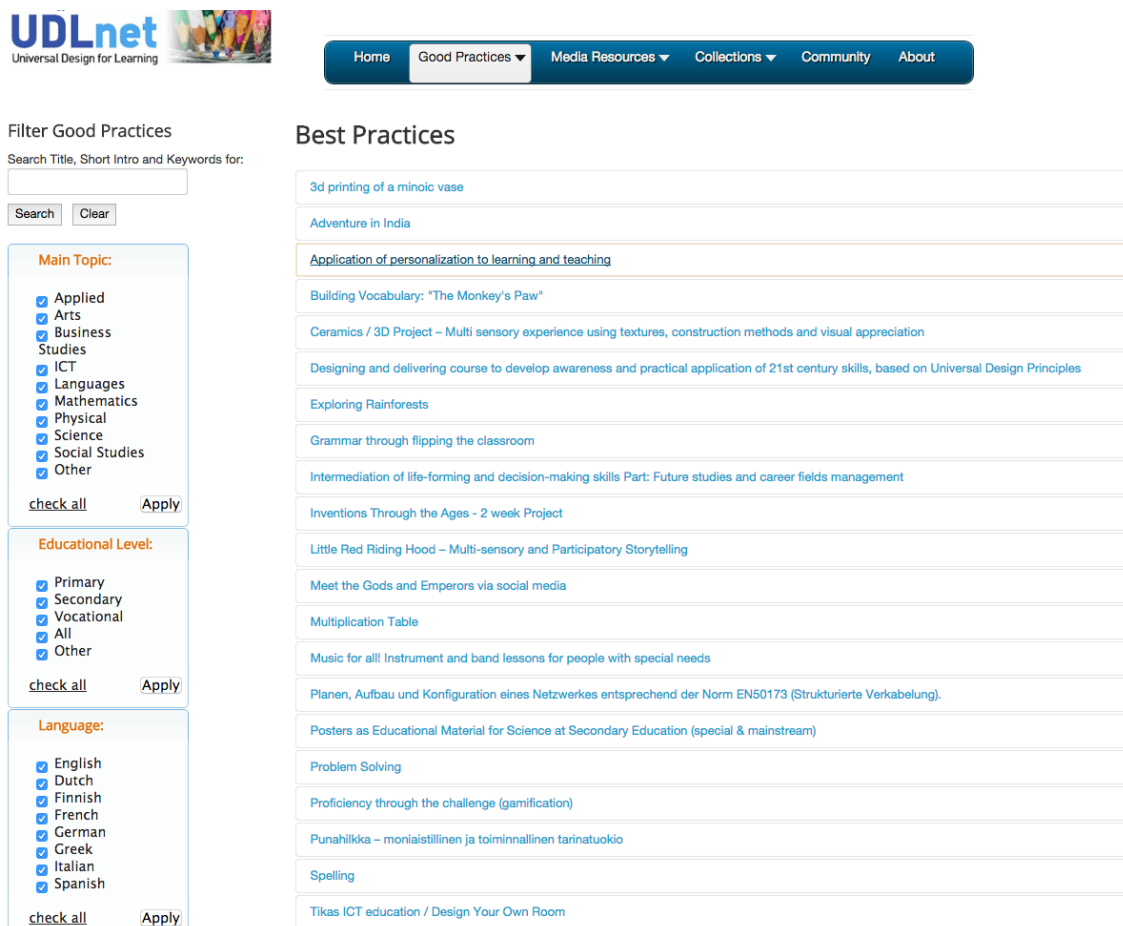 UDLnet
Universal Design for Learning
Home
Good Practices
Media Resources
Collections
Community
About
Filter Good Practices
Search Title, Short Intro and Keywords for:
Search
Clear
Main Topic:
Applied
Arts
Business
Studies
ICT
Languages
Mathematics
Physical
Science
Social Studies
Other
check all
Apply
Educational Level:
Primary
Secondary
Vocational
All
Other
check all
Apply
Language:
English
Dutch
Finnish
French
German
Greek
Italian
Spanish
check all
Apply
Best Practices
3d printing of a minoic vase
Adventure in India
Application of personalization to learning and teaching
Building Vocabulary: "The Monkey's Paw"
Ceramics / 3D Project – Multi sensory experience using textures, construction methods and visual appreciation
Designing and delivering course to develop awareness and practical application of 21st century skills, based on Universal Design Principles
Exploring Rainforests
Grammar through flipping the classroom
Intermediation of life-forming and decision-making skills Part: Future studies and career fields management
Inventions Through the Ages - 2 week Project
Little Red Riding Hood – Multi-sensory and Participatory Storytelling
Meet the Gods and Emperors via social media
Multiplication Table
Music for all! Instrument and band lessons for people with special needs
Planen, Aufbau und Konfiguration eines Netzwerkes entsprechend der Norm EN50173 (Strukturierte Verkabelung).
Posters as Educational Material for Science at Secondary Education (special & mainstream)
Problem Solving
Proficiency through the challenge (gamification)
Punahilkka – moniaistillinen ja toiminnallinen tarinatuokio
Spelling
Tikas ICT education / Design Your Own Room